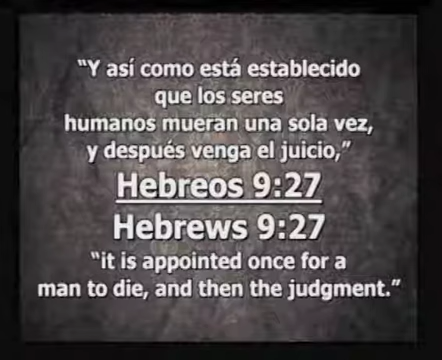 "Y así como está establecido
que los seres
humanos mueran una sola vez,
y después venga el juicio,"
Hebreos 9:27
Hebrews 9:27
"it is appointed once for a
man to die, and then the judgment."